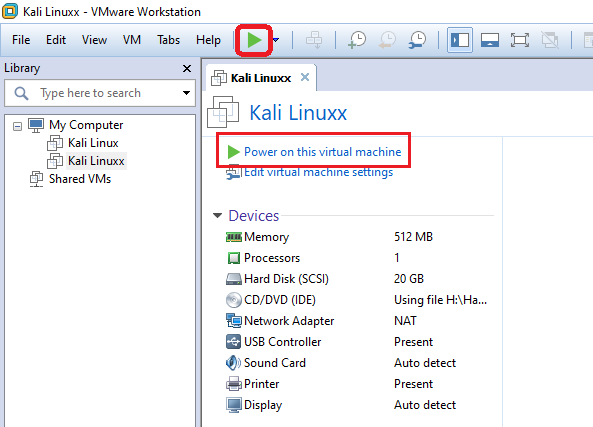 Kali Linuxx - VMware Workstation
File Edit View VM Tabs Help
Library
Type here to search
My Computer
Kali Linux
Kali Linuxx
Shared VMs
Kali Linuxx
Kali Linuxx
Power on this virtual machine
Edit virtual machine settings
Devices
Memory 512 MB
Processors 1
Hard Disk (SCSI) 20 GB
CD/DVD (IDE) Using file H:\Ha...
Network Adapter NAT
USB Controller Present
Sound Card Auto detect
Printer Present
Display Auto detect